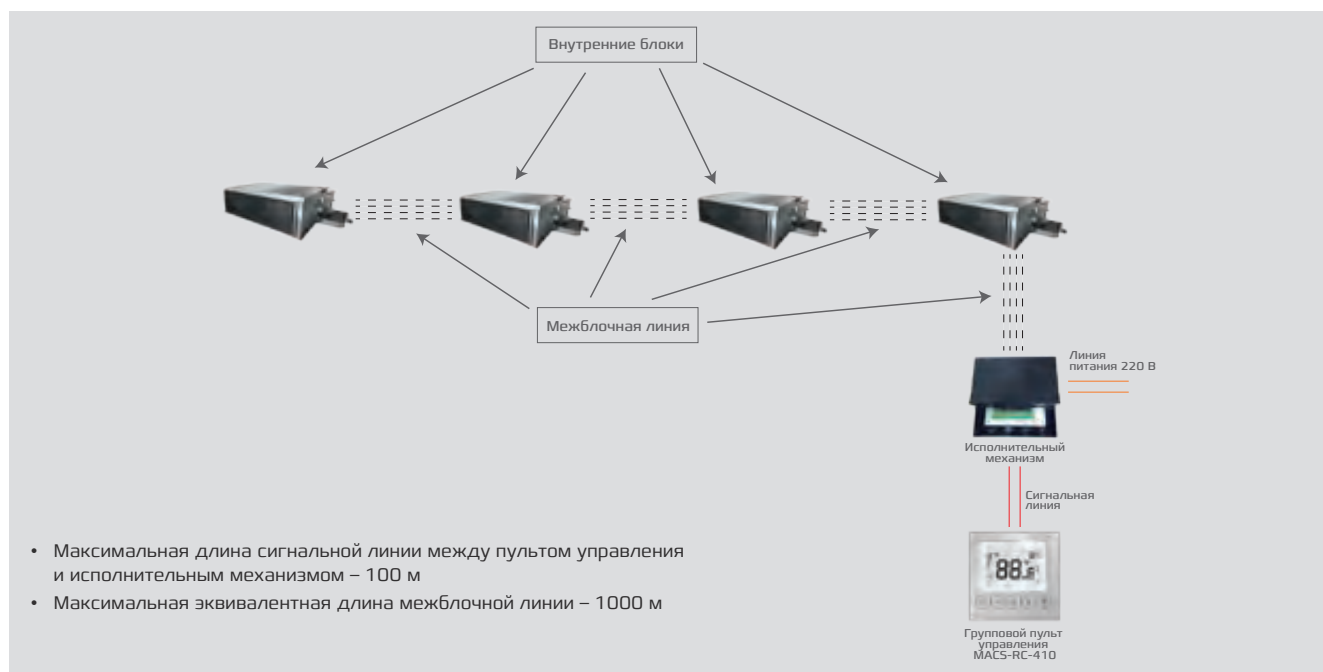 Внутренние блоки
Межблочная линия
Линия
питания 220 В
Исполнительный
механизм
Сигнальная
линия
• Максимальная длина сигнальной линии между пультом управления
и исполнительным механизмом – 100 м
• Максимальная эквивалентная длина межблочной линии – 1000 м
88
Групповой пульт
управления
MACS-RC-410